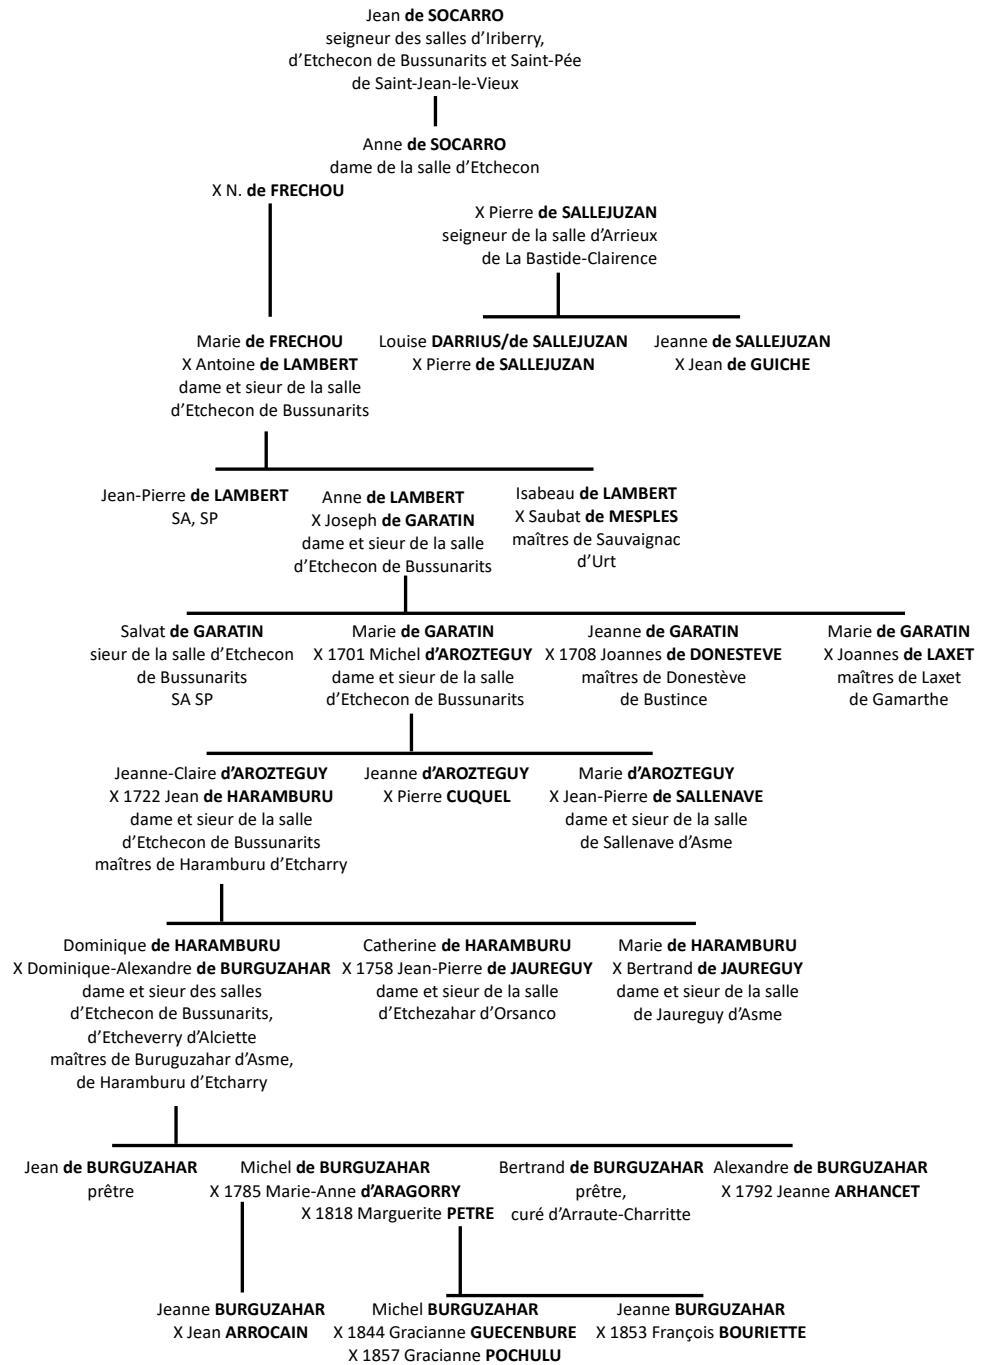 Jean de SOCARRO
seigneur des salles d’Iriberry,
d’Etchecon de Bussunarits et Saint-Pée
de Saint-Jean-le-Vieux
Anne de SOCARRO
dame de la salle d’Etchecon
X N. de FRECHOU
X Pierre de SALLEJUZAN
seigneur de la salle d’Arrieux
de La Bastide-Clairence
Marie de FRECHOU
X Antoine de LAMBERT
dame et sieur de la salle
d’Etchecon de Bussunarits
Louise DARRIUS/de SALLEJUZAN
X Pierre de SALLEJUZAN
Jeanne de SALLEJUZAN
X Jean de GUICHE
Jean-Pierre de LAMBERT
SA, SP
Anne de LAMBERT
X Joseph de GARATIN
dame et sieur de la salle
d’Etchecon de Bussunarits
Isabeau de LAMBERT
X Saubat de MESPLES
maîtres de Sauvaignac
d’Urt
Salvat de GARATIN
sieur de la salle d’Etchecon
de Bussunarits
SA SP
Marie de GARATIN
X 1701 Michel d’AROZTEGUY
dame et sieur de la salle
d’Etchecon de Bussunarits
Jeanne de GARATIN
X 1708 Joannes de DONESTEVE
maîtres de Donestève
de Bustince
Marie de GARATIN
X Joannes de LAXET
maîtres de Laxet
de Gamarthe
Jeanne-Claire d’AROZTEGUY
X 1722 Jean de HARAMBURU
dame et sieur de la salle
d’Etchecon de Bussunarits
maîtres de Haramburu d’Etcharry
Jeanne d’AROZTEGUY
X Pierre CUQUEL
Marie d’AROZTEGUY
X Jean-Pierre de SALLENAVE
dame et sieur de la salle
de Sallenave d’Asme
Dominique de HARAMBURU
X Dominique-Alexandre de BURGUZAHAR
dame et sieur des salles
d’Etchecon de Bussunarits,
d’Etcheverry d’Alciette
maîtres de Buruguzahar d’Asme,
de Haramburu d’Etcharry
Catherine de HARAMBURU
X 1758 Jean-Pierre de JAUREGUY
dame et sieur de la salle
d’Etchezahar d’Orsanco
Marie de HARAMBURU
X Bertrand de JAUREGUY
dame et sieur de la salle
de Jaureguy d’Asme
Jean de BURGUZAHAR
prêtre
Michel de BURGUZAHAR
X 1785 Marie-Anne d’ARAGORRY
X 1818 Marguerite PETRE
Bertrand de BURGUZAHAR
prêtre,
curé d’Arraute-Charritte
Alexandre de BURGUZAHAR
X 1792 Jeanne ARHANCET
Jeanne BURGUZAHAR
X Jean ARROCAIN
Michel BURGUZAHAR
X 1844 Gracianne GUECENBURE
X 1857 Gracianne POCHULU
Jeanne BURGUZAHAR
X 1853 François BOURIETTE